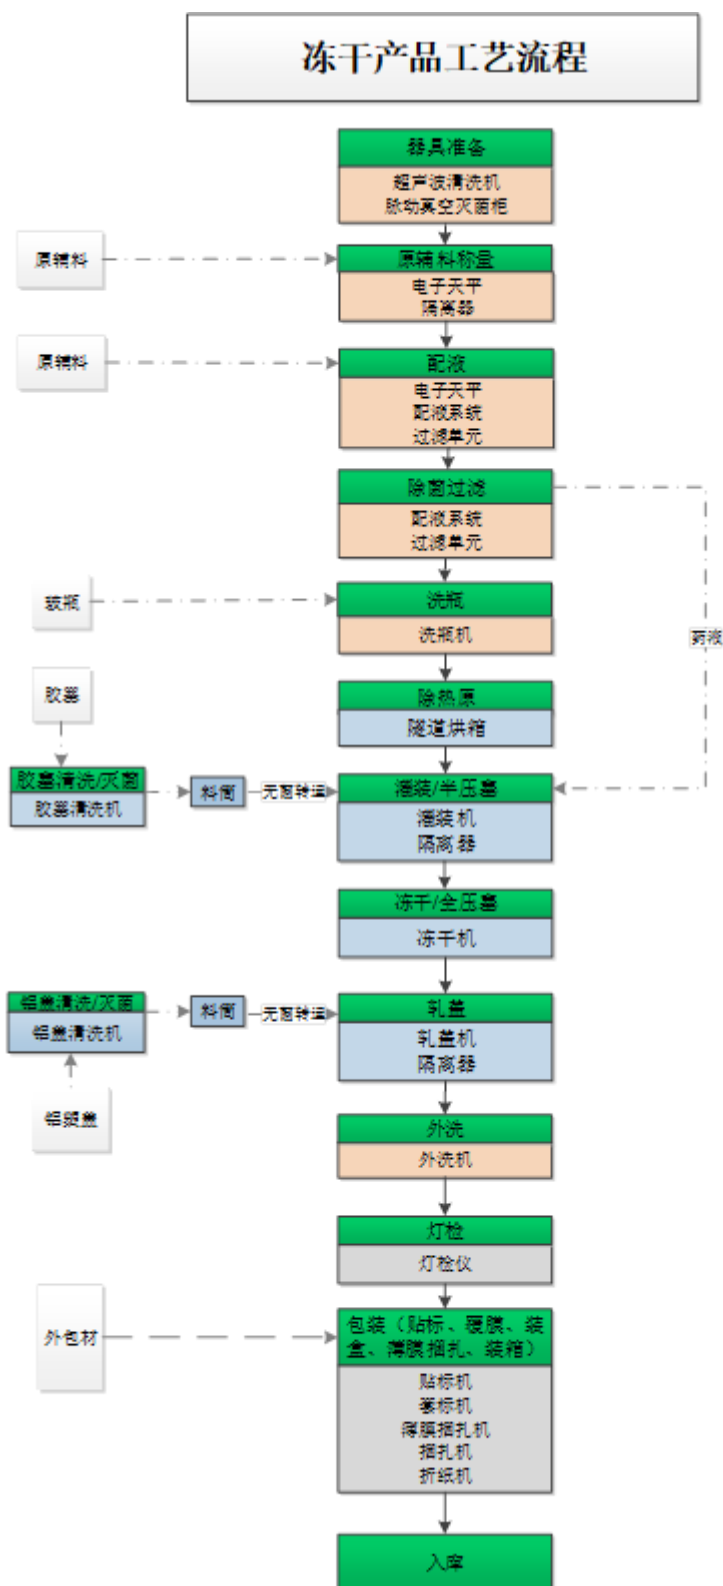 冻干产品工艺流程
器具准备
超声波清洗机
脉动真空灭菌柜
原辅料
原辅料称量
电子天平
隔离器
原辅料
配液
电子天平
配液系统
过滤单元
除菌过滤
配液系统
过滤单元
玻瓶
洗瓶
洗瓶机
药液
胶塞
除热原
隧道烘箱
胶塞清洗/灭菌
胶塞清洗机
料筒
无菌转运
灌装/半压塞
灌装机
隔离器
冻干/全压塞
冻干机
铝盖清洗/灭菌
铝盖清洗机
料筒
无菌转运
轧盖
轧盖机
隔离器
铝塑盖
外洗
外洗机
灯检
灯检仪
外包材
包装（贴标、覆膜、装
盒、薄膜捆扎、装箱）
贴标机
套标机
薄膜捆扎机
捆扎机
折纸机
入库